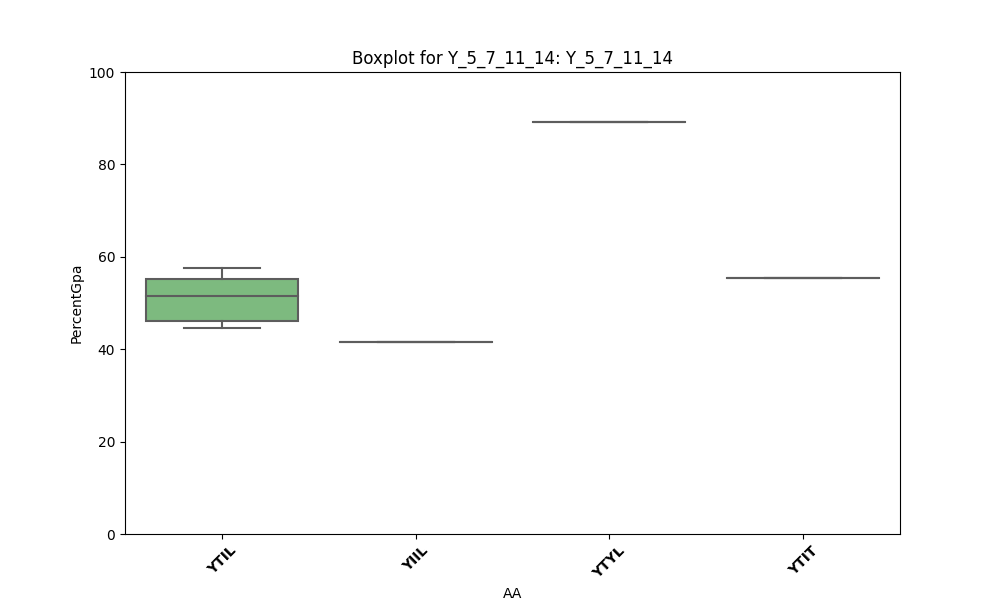 Boxplot for Y_5_7_11_14: Y_5_7_11_14
100
80
60
40
20
0
PercentGpa
YTIL
YIIL
YTYL
YTIT
AA